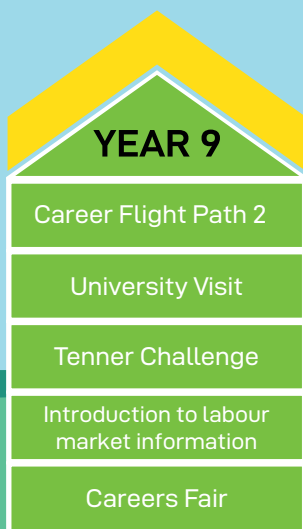 YEAR 9
Career Flight Path 2
University Visit
Tenner Challenge
Introduction to labour
market information
Careers Fair